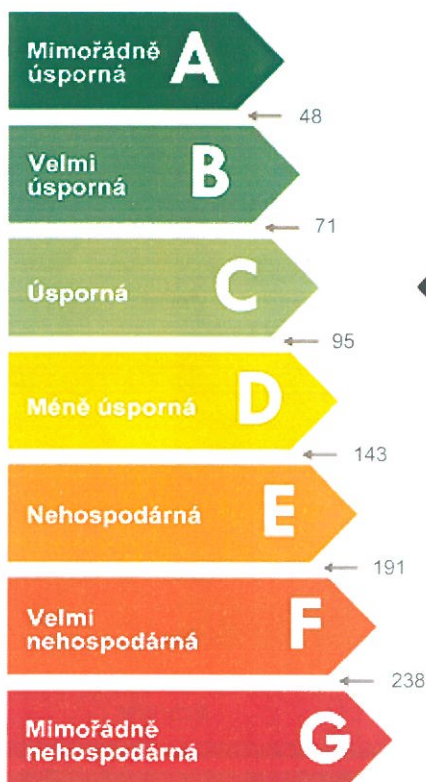 Mimořádně
úsporná
A
48
Velmi
úsporná
B
71
Úsporná
C
95
Méně úsporná
D
143
Nehospodárná
E
191
Velmi
nehospodárná
F
238
Mimořádně
nehospodárná
G